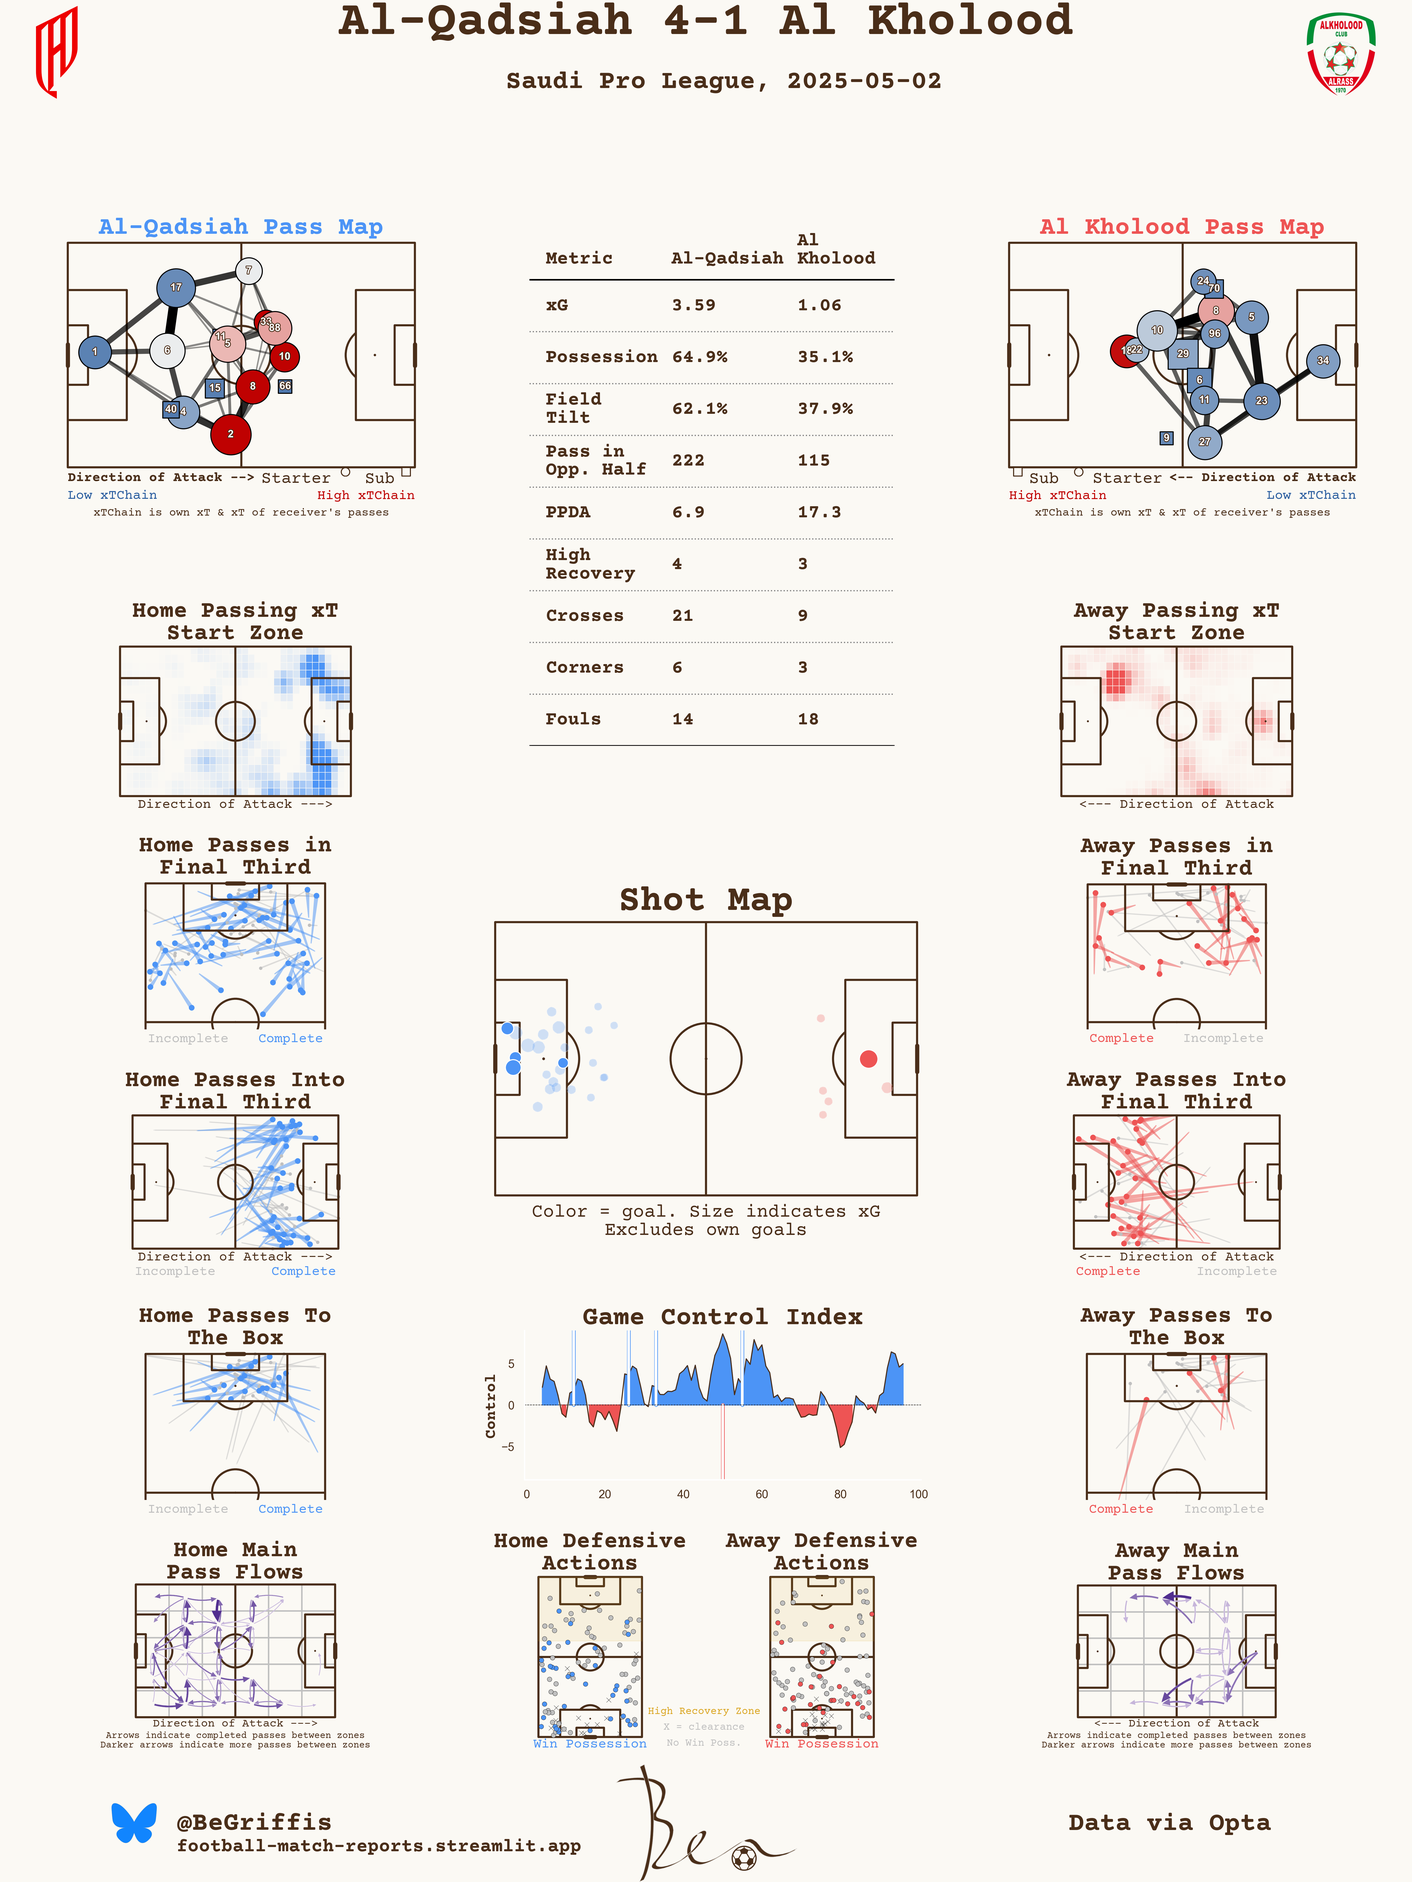 Al-Qadsiah 4-1 Al Kholood
Saudi Pro League, 2025-05-02
ALKHOLOOD
CLUB
ALRASS
1970
Al-Qadsiah Pass Map
7
17
33
88
11
5
1
6
10
15
8
66
40
4
2
Direction of Attack --> Starter Sub
Low xTChain High xTChain
xTChain is own xT & xT of receiver's passes
Metric Al-Qadsiah Al Kholood
xG 3.59 1.06
Possession 64.9% 35.1%
Field Tilt 62.1% 37.9%
Pass in Opp. Half 222 115
PPDA 6.9 17.3
High Recovery 4 3
Crosses 21 9
Corners 6 3
Fouls 14 18
Al Kholood Pass Map
24
70
8
5
10
96
22
29
34
6
11
23
9
27
Sub Starter <-- Direction of Attack
High xTChain Low xTChain
xTChain is own xT & xT of receiver's passes
Home Passing xT
Start Zone
Direction of Attack --->
Away Passing xT
Start Zone
<--- Direction of Attack
Home Passes in
Final Third
Incomplete Complete
Shot Map
Color = goal. Size indicates xG
Excludes own goals
Away Passes in
Final Third
Complete Incomplete
Home Passes Into
Final Third
Direction of Attack --->
Incomplete Complete
Away Passes Into
Final Third
<--- Direction of Attack
Complete Incomplete
Home Passes To
The Box
Incomplete Complete
Game Control Index
Control
5
0
−5
0 20 40 60 80 100
Away Passes To
The Box
Complete Incomplete
Home Main
Pass Flows
Direction of Attack --->
Arrows indicate completed passes between zones
Darker arrows indicate more passes between zones
Home Defensive
Actions
Win Possession
High Recovery Zone
X = clearance
No Win Poss.
Away Defensive
Actions
Win Possession
Away Main
Pass Flows
<--- Direction of Attack
Arrows indicate completed passes between zones
Darker arrows indicate more passes between zones
@BeGriffis
football-match-reports.streamlit.app
Ben
Data via Opta